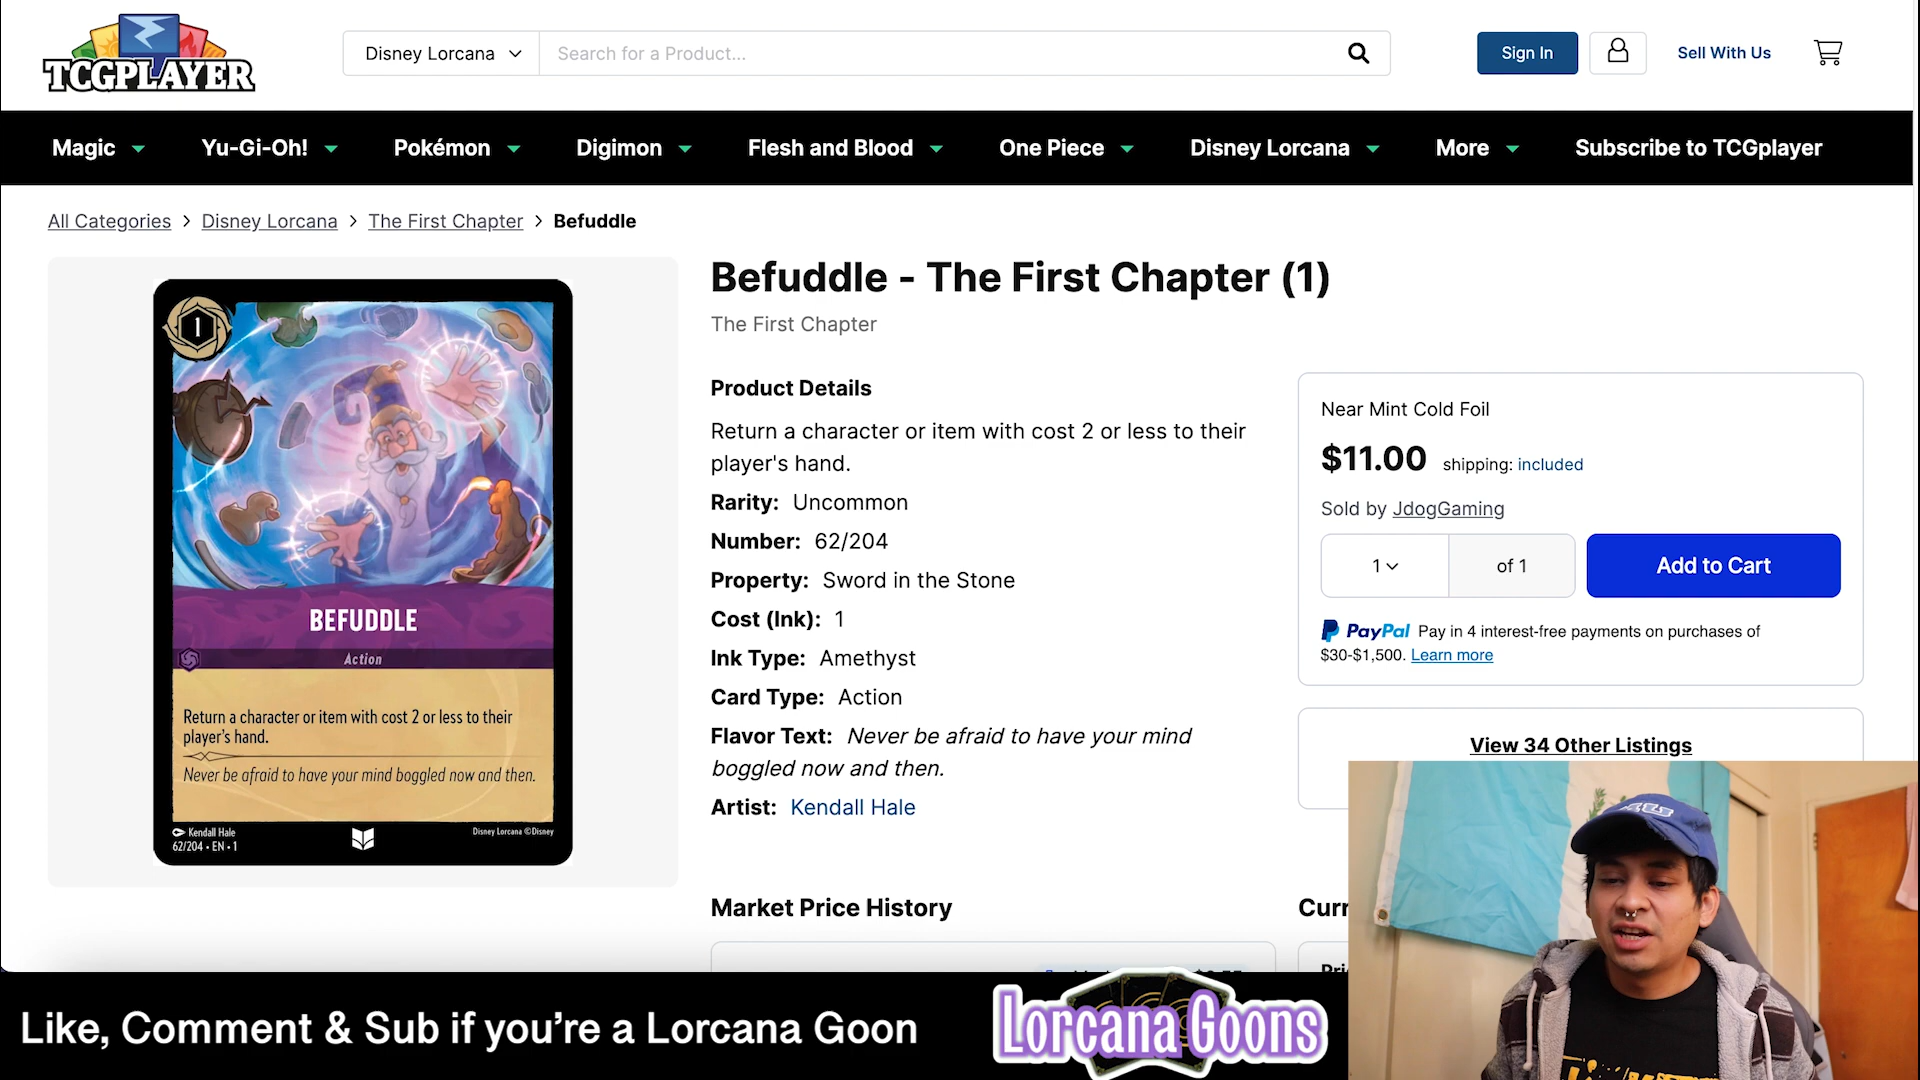 TCGPLAYER
Disney Lorcana
Search for a Product...
Sign In
Sell With Us
Magic
Yu-Gi-Oh!
Pokémon
Digimon
Flesh and Blood
One Piece
Disney Lorcana
More
Subscribe to TCGplayer
All Categories > Disney Lorcana > The First Chapter > Befuddle
1
BEFUDDLE
Action
Return a character or item with cost 2 or less to their
player's hand.
Never be afraid to have your mind boggled now and then.
Kendall Hale
62/204 • EN • 1
Disney Lorcana ©Disney
Befuddle - The First Chapter (1)
The First Chapter
Product Details
Return a character or item with cost 2 or less to their
player's hand.
Rarity: Uncommon
Number: 62/204
Property: Sword in the Stone
Cost (Ink): 1
Ink Type: Amethyst
Card Type: Action
Flavor Text: Never be afraid to have your mind
boggled now and then.
Artist: Kendall Hale
Near Mint Cold Foil
$11.00 shipping: included
Sold by JdogGaming
1
of 1
Add to Cart
PayPal Pay in 4 interest-free payments on purchases of
$30-$1,500. Learn more
View 34 Other Listings
Market Price History
Like, Comment & Sub if you're a Lorcana Goon
Lorcana Goons